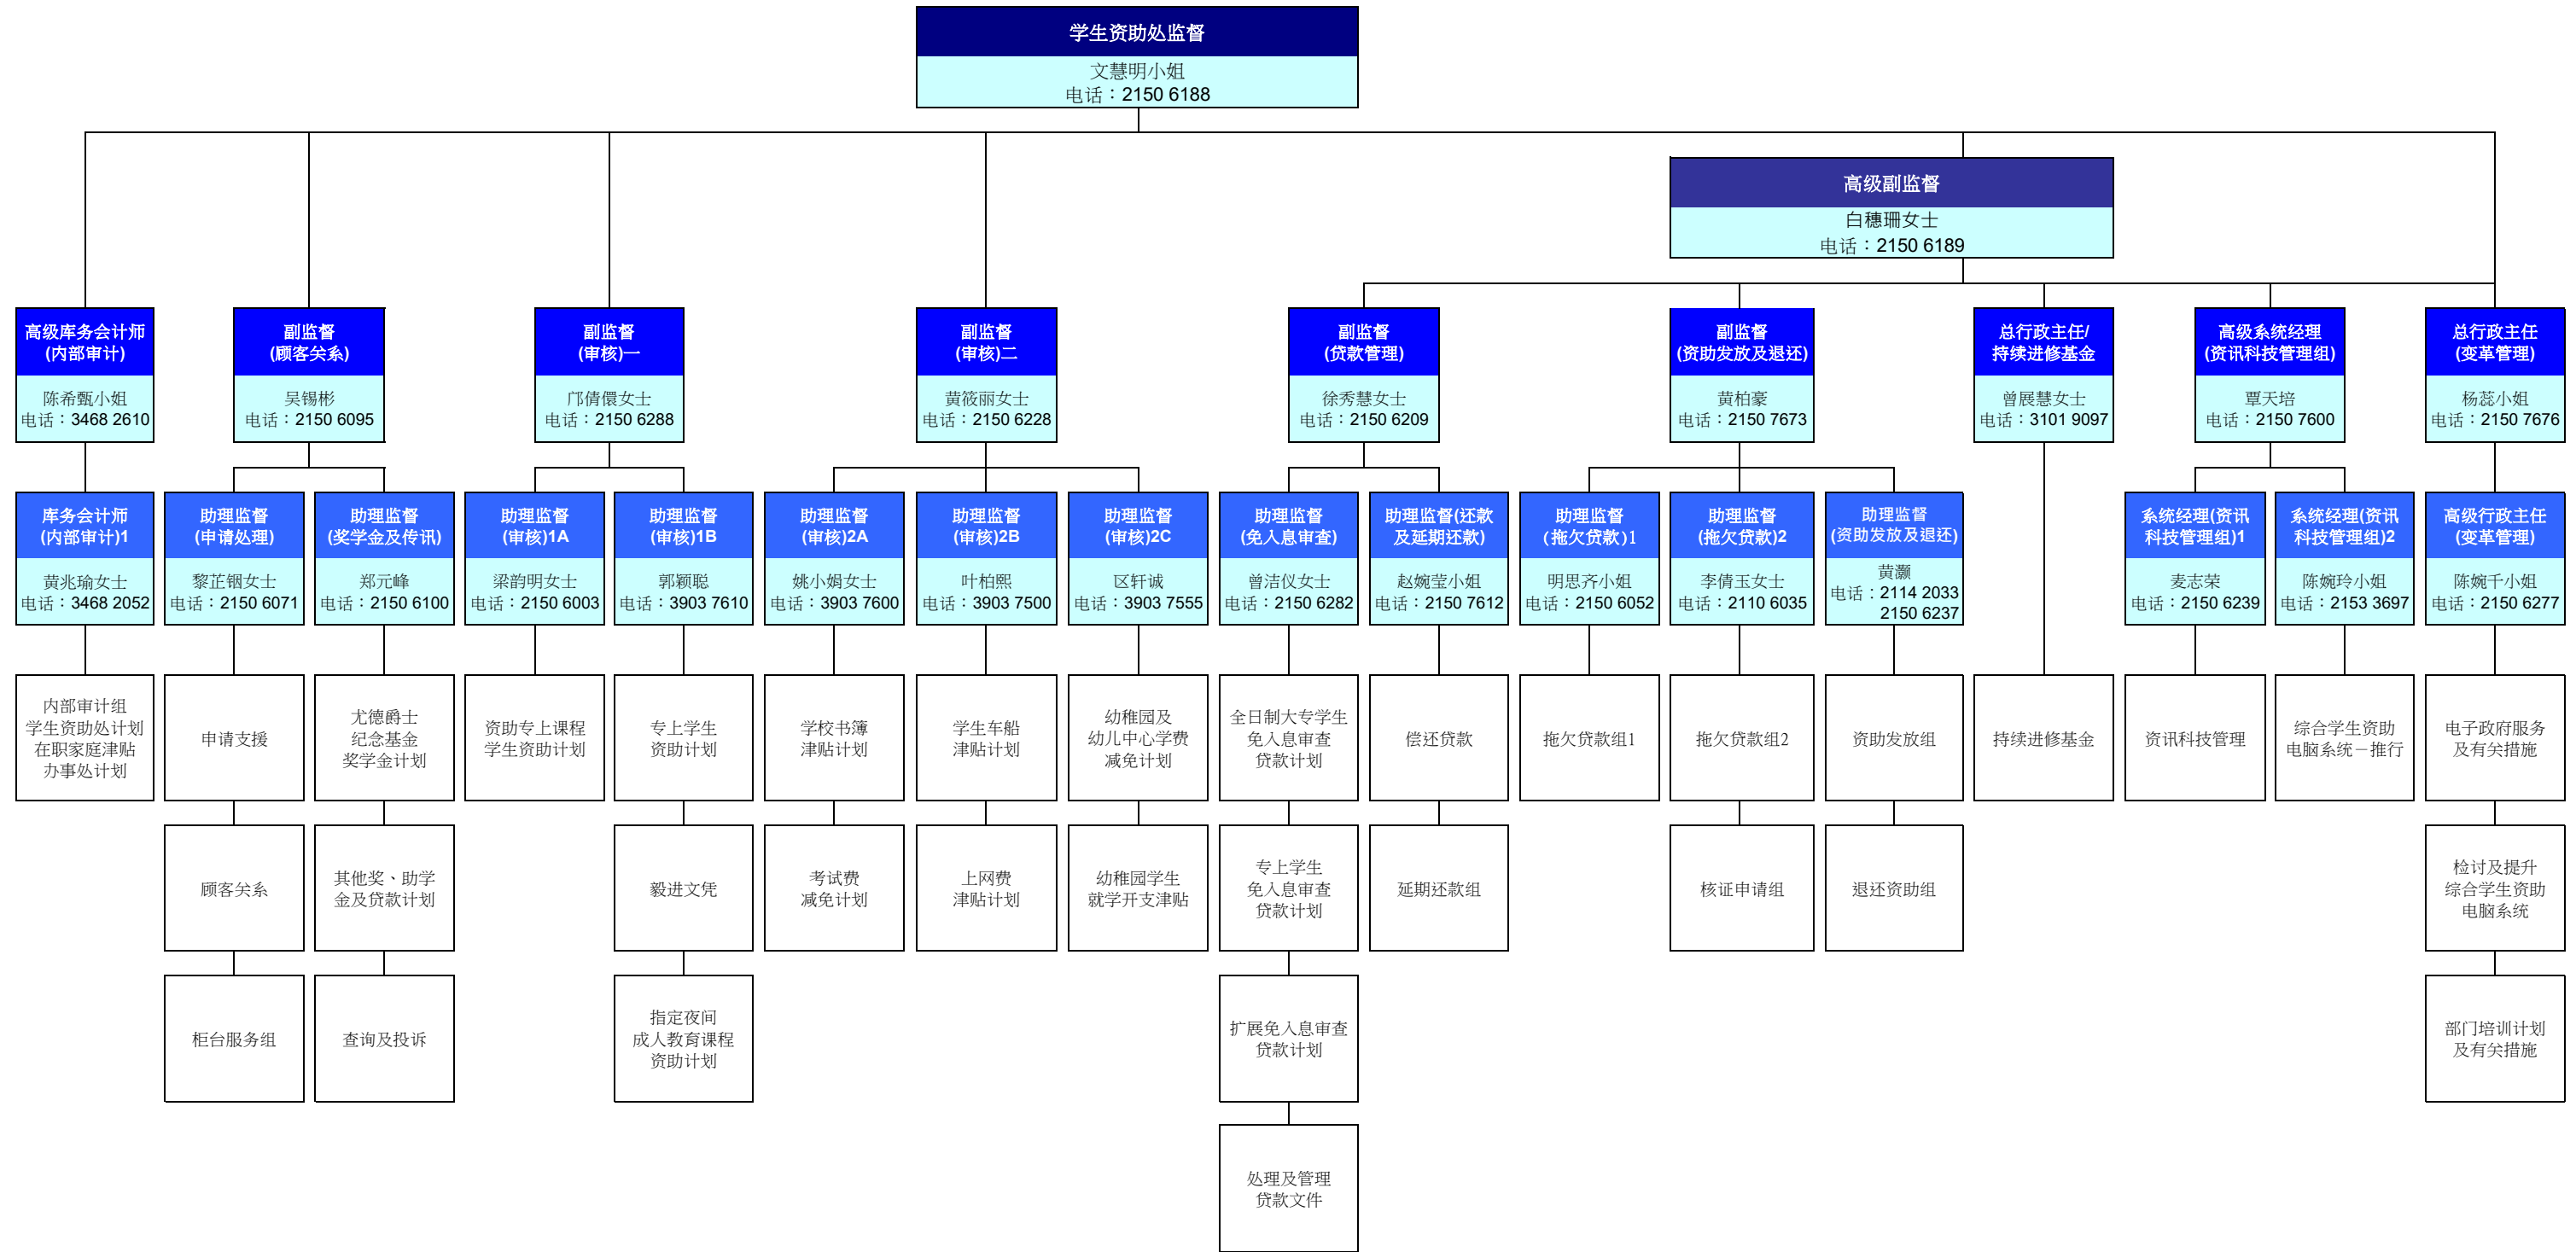 学生资助处监督
文慧明小姐
电话：2150 6188
高级副监督
白穗珊女士
电话：2150 6189
高级库务会计师
(内部审计)
陈希甄小姐
电话：3468 2610
副监督
(顾客关系)
吴锡彬
电话：2150 6095
副监督
(审核)一
邝倩儇女士
电话：2150 6288
副监督
(审核)二
黄筱丽女士
电话：2150 6228
副监督
(贷款管理)
徐秀慧女士
电话：2150 6209
副监督
(资助发放及退还)
黄柏豪
电话：2150 7673
总行政主任/
持续进修基金
曾展慧女士
电话：3101 9097
高级系统经理
(资讯科技管理组)
覃天培
电话：2150 7600
总行政主任
(变革管理)
杨蕊小姐
电话：2150 7676
库务会计师
(内部审计)1
黄兆瑜女士
电话：3468 2052
助理监督
(申请处理)
黎芷铟女士
电话：2150 6071
助理监督
(奖学金及传讯)
郑元峰
电话：2150 6100
助理监督
(审核)1A
梁韵明女士
电话：2150 6003
助理监督
(审核)1B
郭颖聪
电话：3903 7610
助理监督
(审核)2A
姚小娟女士
电话：3903 7600
助理监督
(审核)2B
叶柏熙
电话：3903 7500
助理监督
(审核)2C
区轩诚
电话：3903 7555
助理监督
(免入息审查)
曾洁仪女士
电话：2150 6282
助理监督(还款
及延期还款)
赵婉莹小姐
电话：2150 7612
助理监督
(拖欠贷款)1
明思齐小姐
电话：2150 6052
助理监督
(拖欠贷款)2
李倩玉女士
电话：2110 6035
助理监督
(资助发放及退还)
黄灏
电话：2114 2033
2150 6237
系统经理(资讯
科技管理组)1
麦志荣
电话：2150 6239
系统经理(资讯
科技管理组)2
陈婉玲小姐
电话：2153 3697
高级行政主任
(变革管理)
陈婉千小姐
电话：2150 6277
内部审计组
学生资助处计划
在职家庭津贴
办事处计划
申请支援
尤德爵士
纪念基金
奖学金计划
资助专上课程
学生资助计划
专上学生
资助计划
学校书簿
津贴计划
学生车船
津贴计划
幼稚园及
幼儿中心学费
减免计划
全日制大专学生
免入息审查
贷款计划
偿还贷款
拖欠贷款组1
拖欠贷款组2
资助发放组
持续进修基金
资讯科技管理
综合学生资助
电脑系统－推行
电子政府服务
及有关措施
顾客关系
其他奖、助学
金及贷款计划
毅进文凭
考试费
减免计划
上网费
津贴计划
幼稚园学生
就学开支津贴
专上学生
免入息审查
贷款计划
延期还款组
核证申请组
退还资助组
检讨及提升
综合学生资助
电脑系统
柜台服务组
查询及投诉
指定夜间
成人教育课程
资助计划
扩展免入息审查
贷款计划
部门培训计划
及有关措施
处理及管理
贷款文件